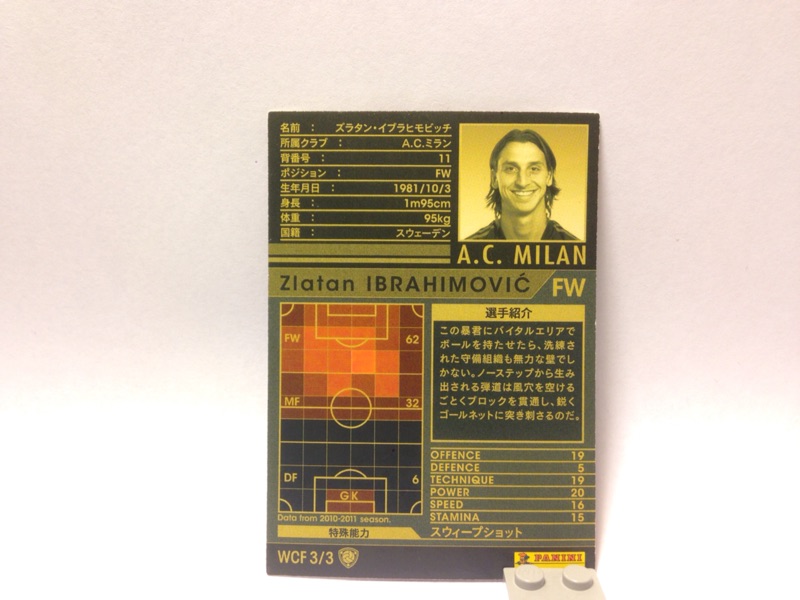 名前 : ズラタン・イブラヒモビッチ
所属クラブ : A.C.ミラン
背番号 : 11
ポジション : FW
生年月日 : 1981/10/3
身長 : 1m95cm
体重 : 95kg
国籍 : スウェーデン
A.C. MILAN
Zlatan IBRAHIMOVIĆ FW
FW 62
MF 32
DF 6
GK
Data from 2010-2011 season.
選手紹介
この暴君にバイタルエリアで
ボールを持たせたら、洗練
された守備組織も無力な壁でし
かない。ノーステップから生み
出される弾道は風穴を空ける
ごとくブロックを貫通し、鋭く
ゴールネットに突き刺さるのだ。
OFFENCE 19
DEFENCE 5
TECHNIQUE 19
POWER 20
SPEED 16
STAMINA 15
特殊能力 スウィープショット
WCF 3/3
PANINI